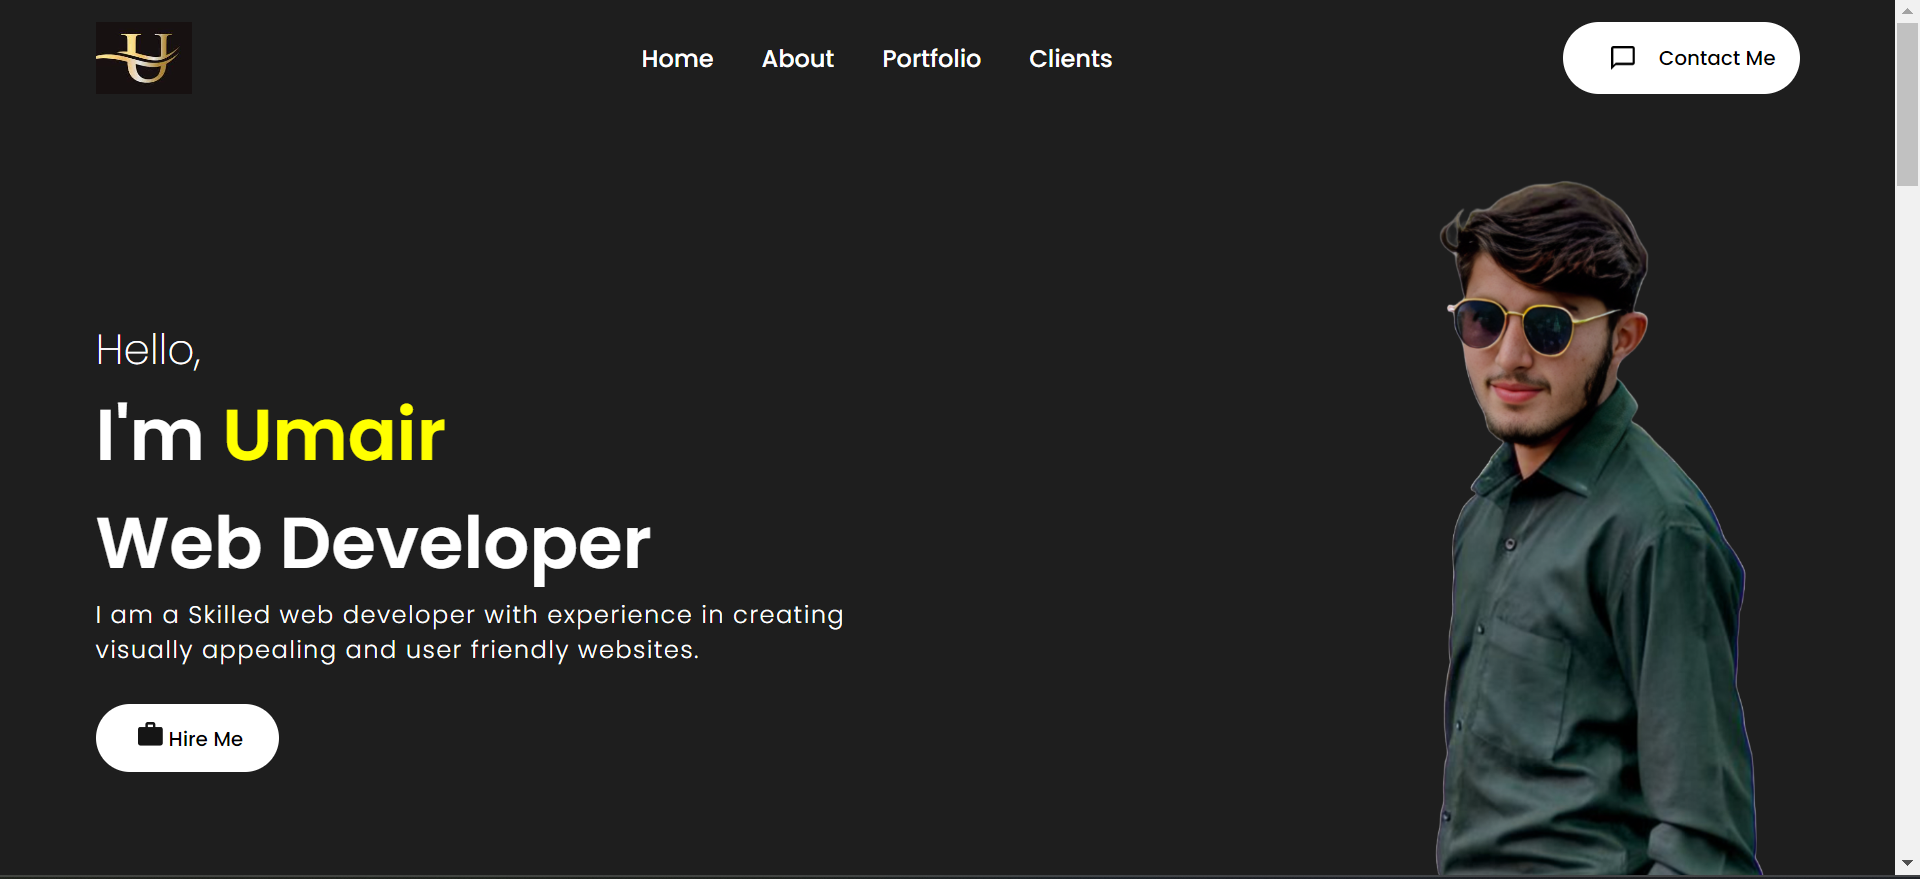 U
Home
About
Portfolio
Clients
Contact Me
Hello,
I'm Umair
Web Developer
I am a Skilled web developer with experience in creating
visually appealing and user friendly websites.
Hire Me